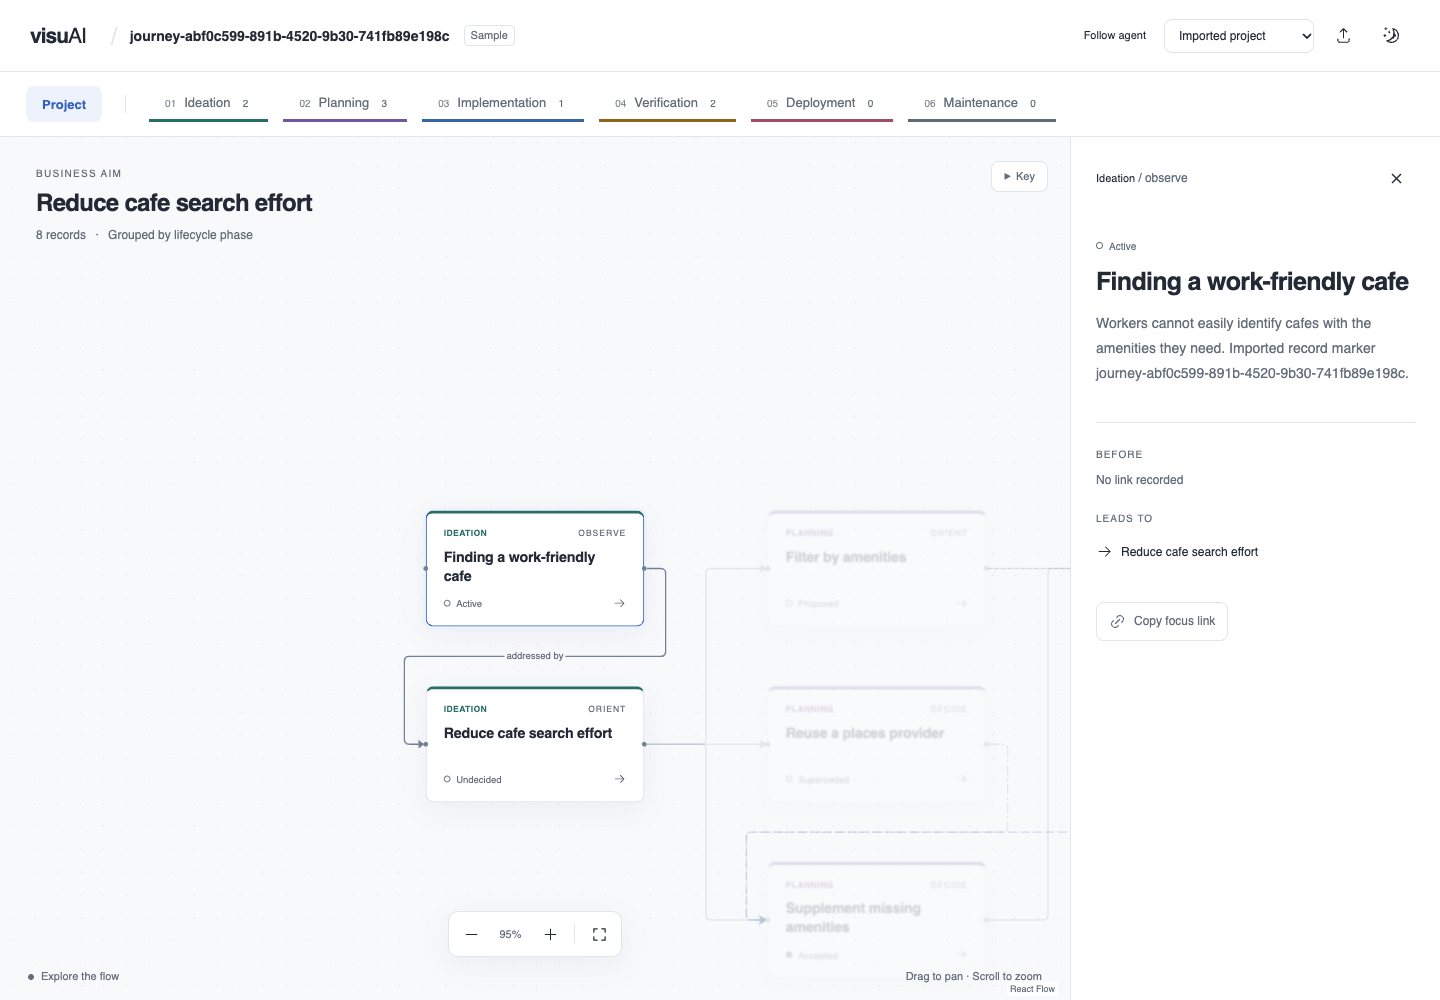 visuAI / journey-abf0c599-891b-4520-9b30-741fb89e198c Sample
Follow agent Imported project
Project 01 Ideation 2 02 Planning 3 03 Implementation 1 04 Verification 2 05 Deployment 0 06 Maintenance 0
BUSINESS AIM
Reduce cafe search effort
8 records · Grouped by lifecycle phase
Key
IDEATION OBSERVE
Finding a work-friendly
cafe
Active
addressed by
IDEATION ORIENT
Reduce cafe search effort
Undecided
PLANNING ORIENT
Filter by amenities
Proposed
PLANNING DECIDE
Reuse a places provider
Superseded
PLANNING DECIDE
Supplement missing
amenities
Accepted
95%
Explore the flow
Drag to pan · Scroll to zoom
React Flow
Ideation / observe
Active
Finding a work-friendly cafe
Workers cannot easily identify cafes with the
amenities they need. Imported record marker
journey-abf0c599-891b-4520-9b30-741fb89e198c.
BEFORE
No link recorded
LEADS TO
Reduce cafe search effort
Copy focus link